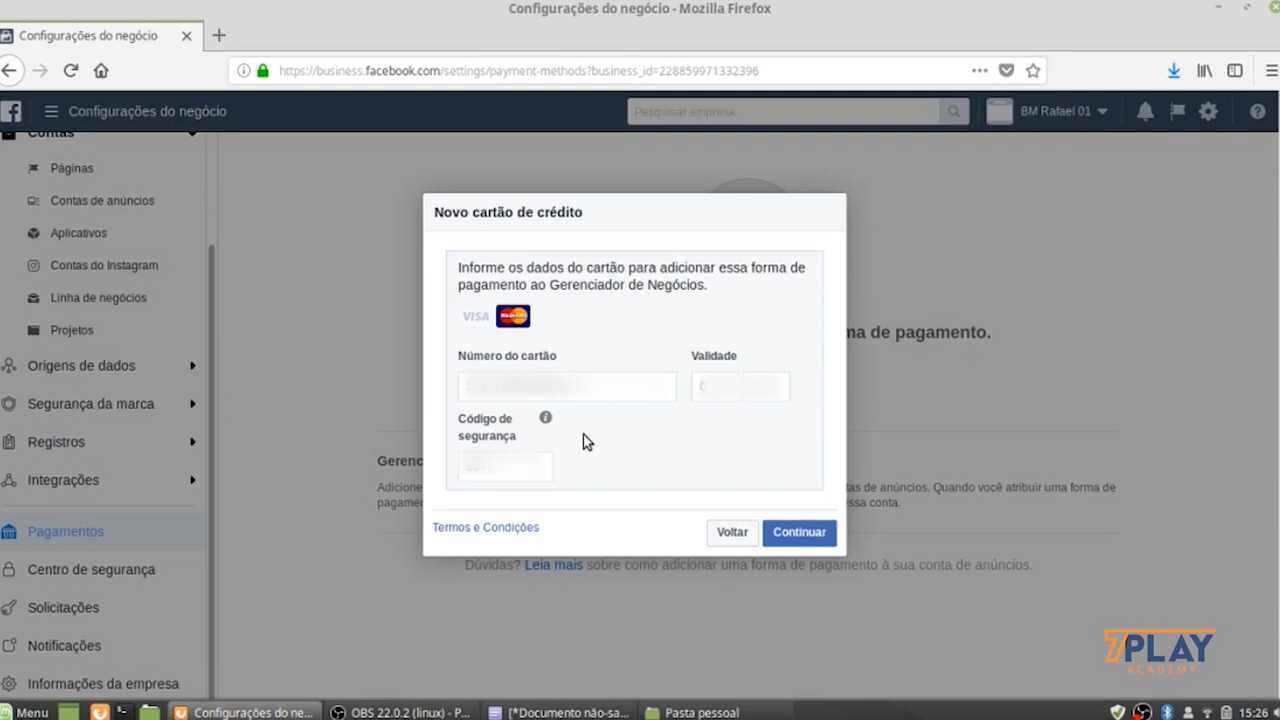 Configurações do negócio - Mozilla Firefox
Configurações do negócio
https://business.facebook.com/settings/payment-methods?business_id=228859971332396
Configurações do negócio
Pesquisar empresa
BM Rafael 01
Contas
Páginas
Contas de anúncios
Aplicativos
Contas do Instagram
Linha de negócios
Projetos
Origens de dados
Segurança da marca
Registros
Integrações
Pagamentos
Centro de segurança
Solicitações
Notificações
Informações da empresa
Novo cartão de crédito
Informe os dados do cartão para adicionar essa forma de
pagamento ao Gerenciador de Negócios.
VISA
Número do cartão
Validade
Código de
segurança
Termos e Condições
Voltar
Continuar
ma de pagamento.
Gerenc
Adicione
tas de anúncios. Quando você atribuir uma forma de
pagamen
essa conta.
Dúvidas? Leia mais sobre como adicionar uma forma de pagamento à sua conta de anúncios.
7PLAY
ACADEMY
Menu
Configurações do ne...
OBS 22.0.2 (linux) - P...
[*Documento não-sa...
Pasta pessoal
15:26